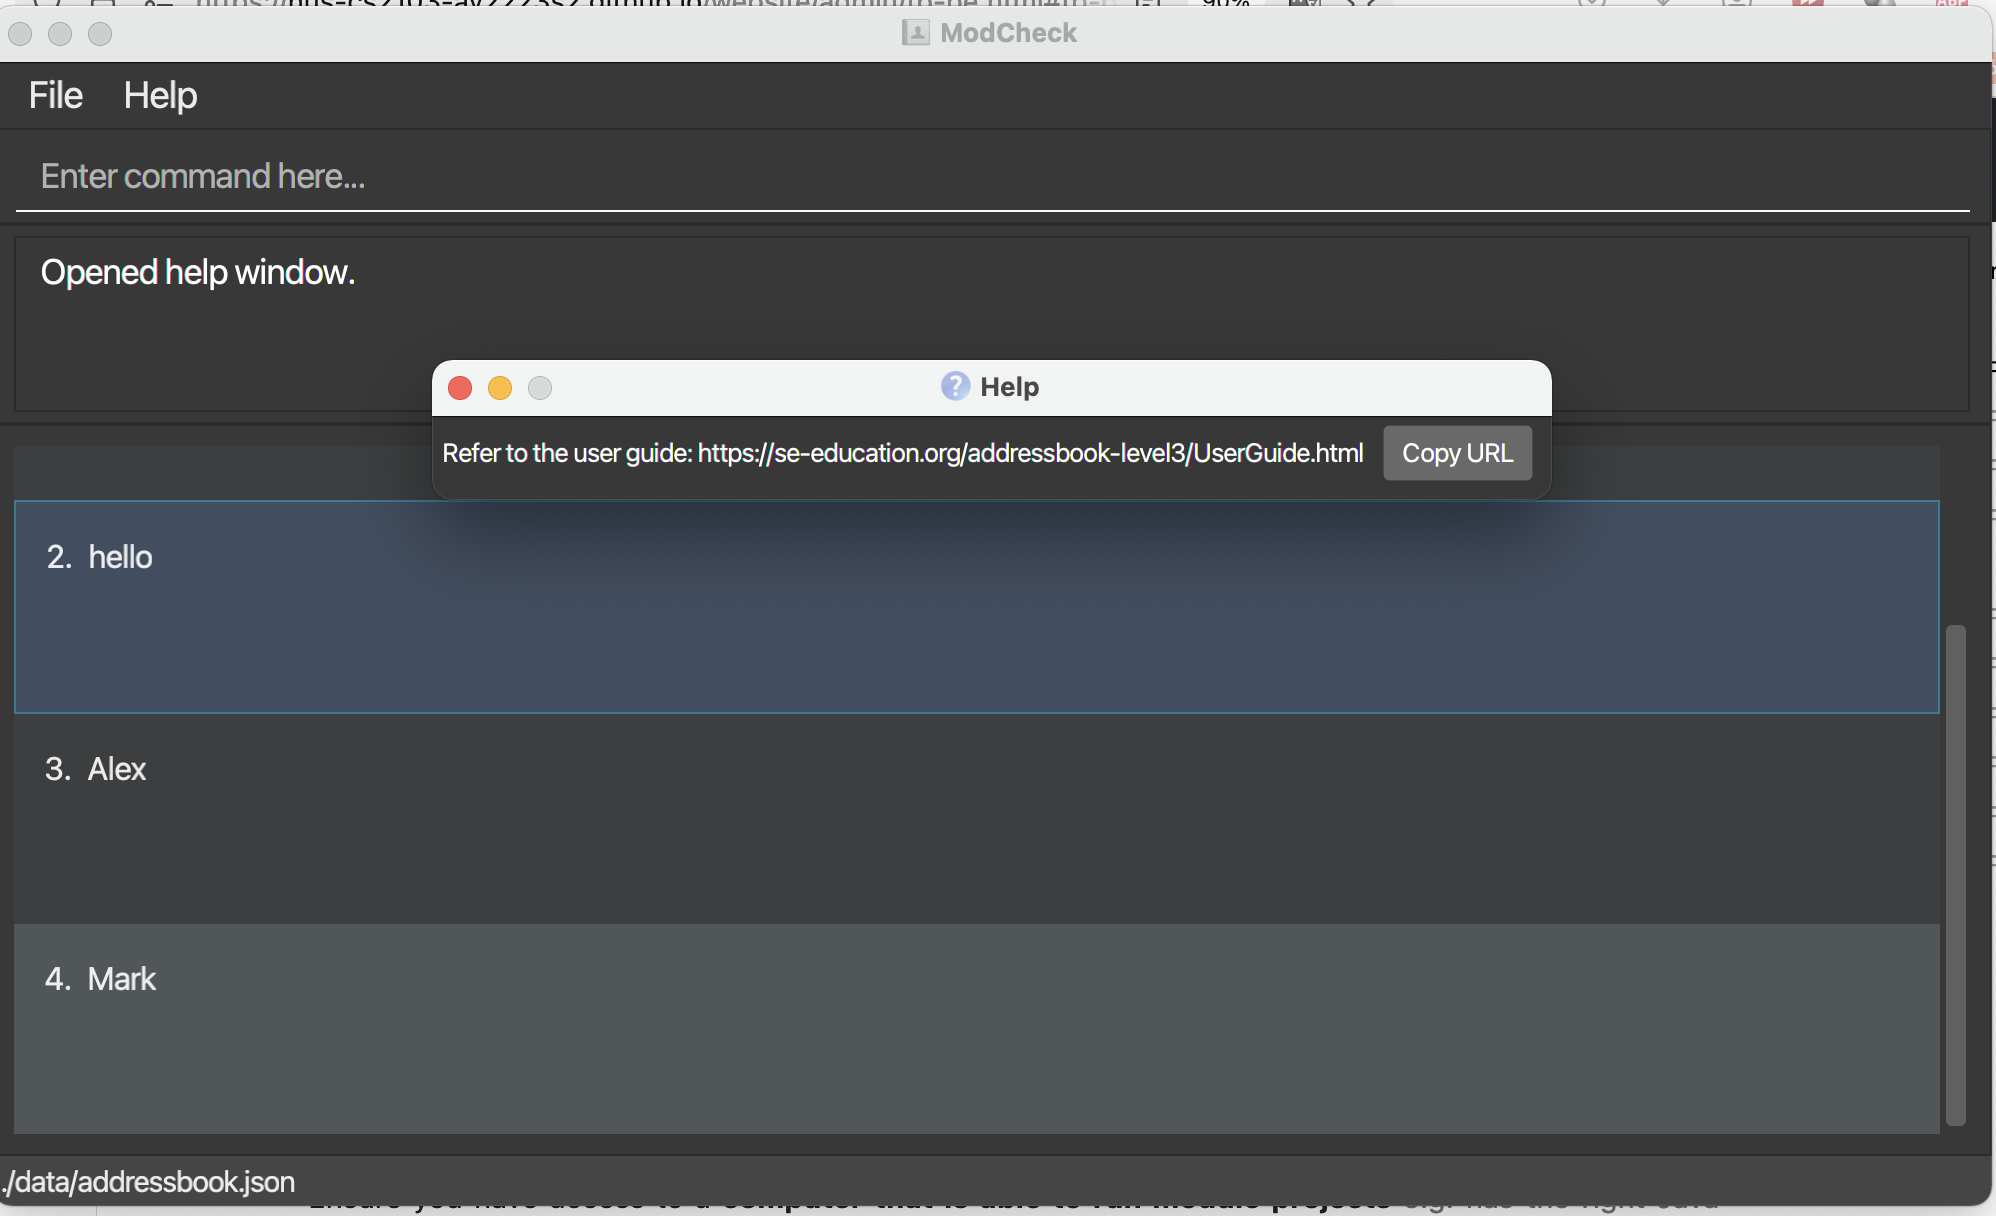 ModCheck
File Help
Enter command here...
Opened help window.
Help
Refer to the user guide: https://se-education.org/addressbook-level3/UserGuide.html Copy URL
2. hello
3. Alex
4. Mark
./data/addressbook.json